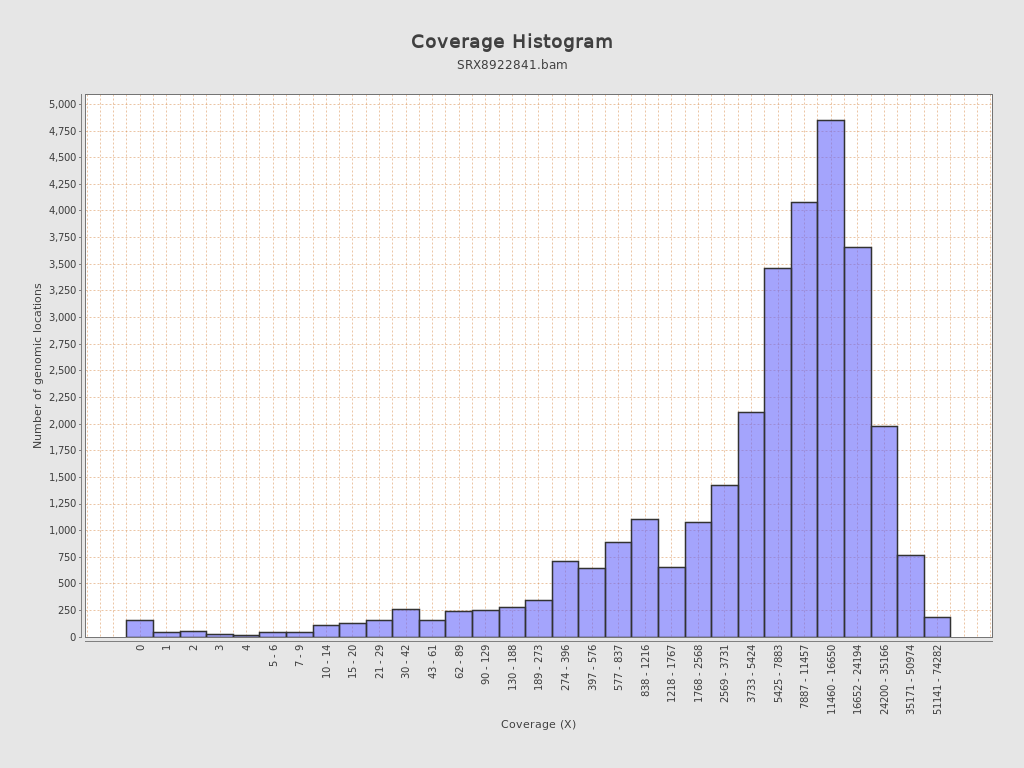 Coverage Histogram
SRX8922841.bam
Number of genomic locations
5,000
4,750
4,500
4,250
4,000
3,750
3,500
3,250
3,000
2,750
2,500
2,250
2,000
1,750
1,500
1,250
1,000
750
500
250
0
0
1
2
3
4
5 - 6
7 - 9
10 - 14
15 - 20
21 - 29
30 - 42
43 - 61
62 - 89
90 - 129
130 - 188
189 - 273
274 - 396
397 - 576
577 - 837
838 - 1216
1218 - 1767
1768 - 2568
2569 - 3731
3733 - 5424
5425 - 7883
7887 - 11457
11460 - 16650
16652 - 24194
24200 - 35166
35171 - 50974
51141 - 74282
Coverage (X)